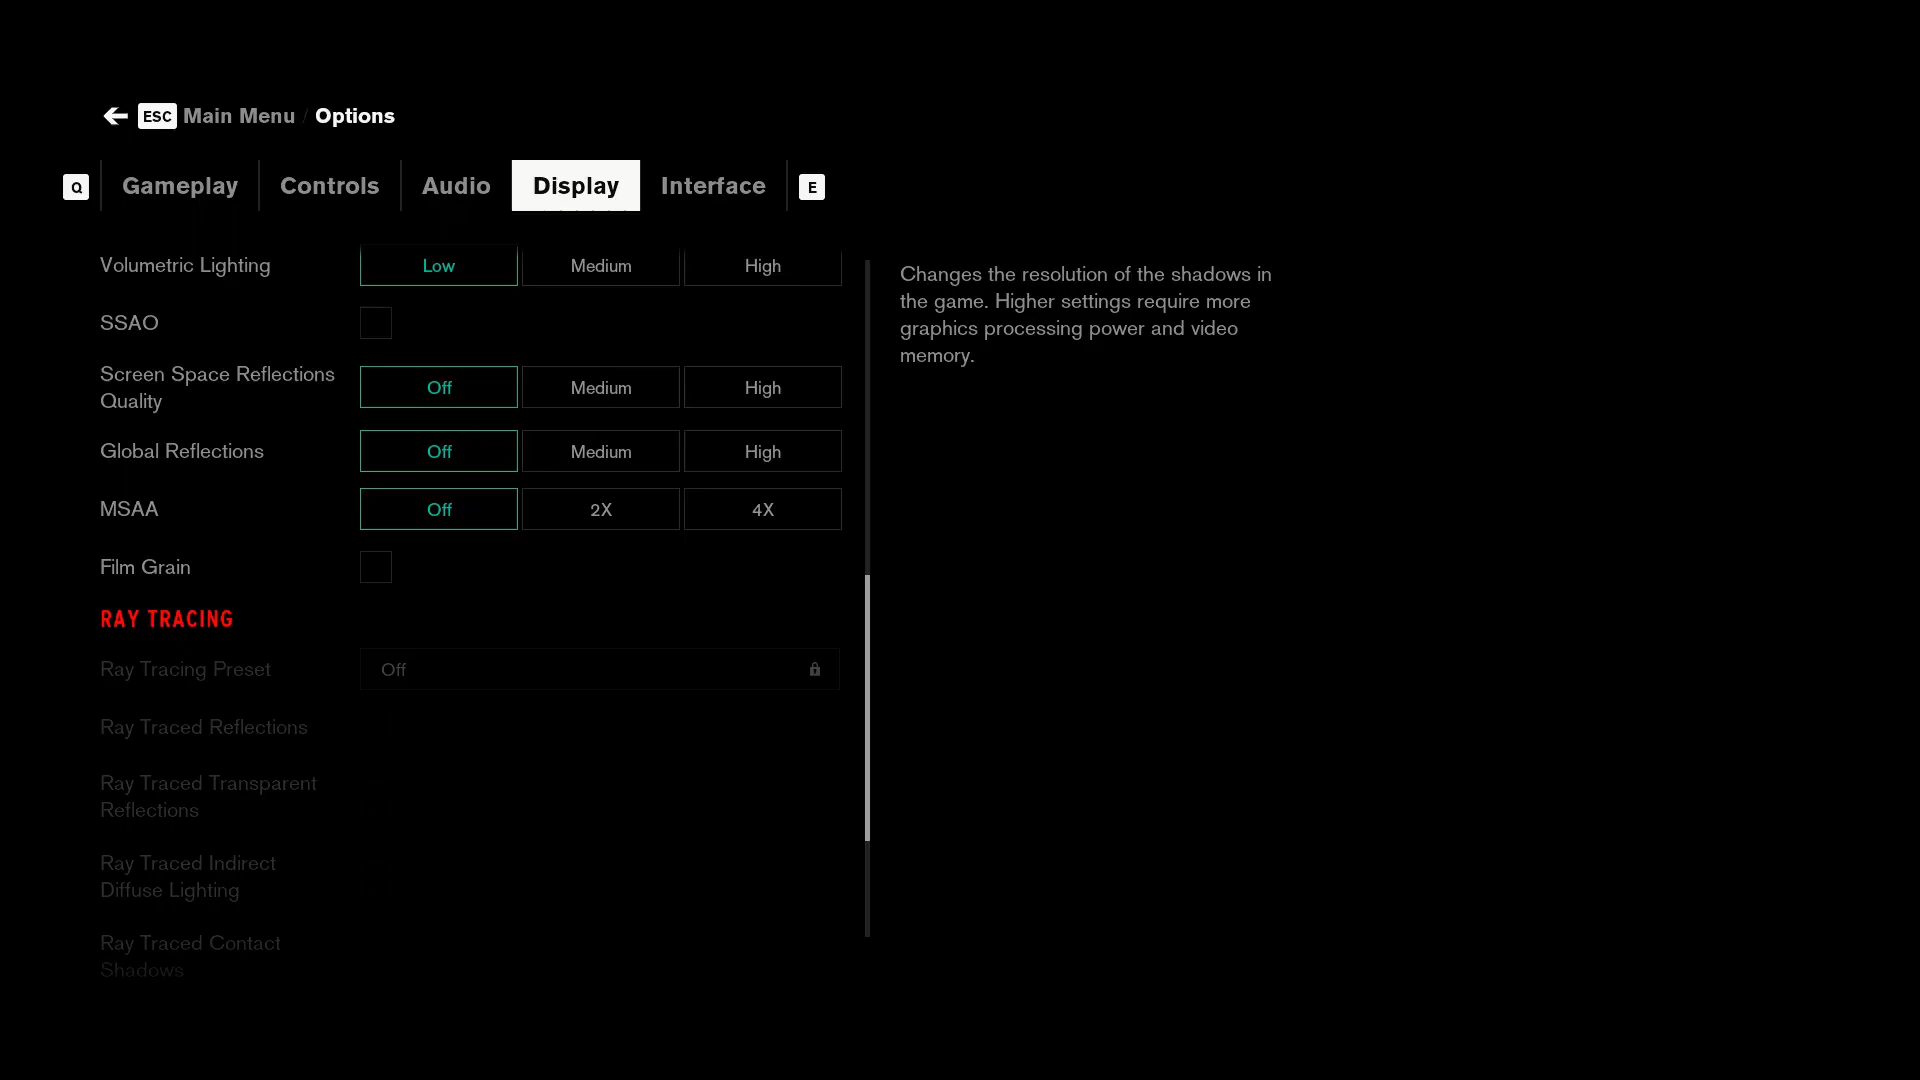 ESC Main Menu / Options
Q Gameplay Controls Audio Display Interface E
Volumetric Lighting Low Medium High
SSAO
Screen Space Reflections
Quality
Off Medium High
Global Reflections Off Medium High
MSAA Off 2X 4X
Film Grain
RAY TRACING
Ray Tracing Preset Off
Ray Traced Reflections
Ray Traced Transparent
Reflections
Ray Traced Indirect
Diffuse Lighting
Ray Traced Contact
Shadows
Changes the resolution of the shadows in
the game. Higher settings require more
graphics processing power and video
memory.